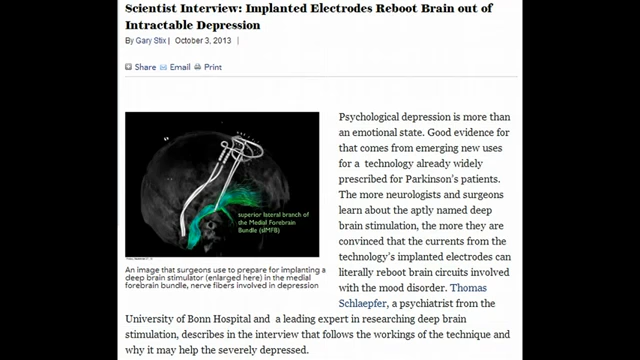 Scientist Interview: Implanted Electrodes Reboot Brain out of
Intractable Depression
By Gary Stix | October 3, 2013 |
Share Email Print
superior lateral branch of
the Medial Forebrain
Bundle (slMFB)
An image that surgeons use to prepare for implanting a
deep brain stimulator (enlarged here) in the medial
forebrain bundle, nerve fibers involved in depression
Psychological depression is more than
an emotional state. Good evidence for
that comes from emerging new uses
for a technology already widely
prescribed for Parkinson's patients.
The more neurologists and surgeons
learn about the aptly named deep
brain stimulation, the more they are
convinced that the currents from the
technology's implanted electrodes can
literally reboot brain circuits involved
with the mood disorder. Thomas
Schlaepfer, a psychiatrist from the
University of Bonn Hospital and a leading expert in researching deep brain
stimulation, describes in the interview that follows the workings of the technique and
why it may help the severely depressed.